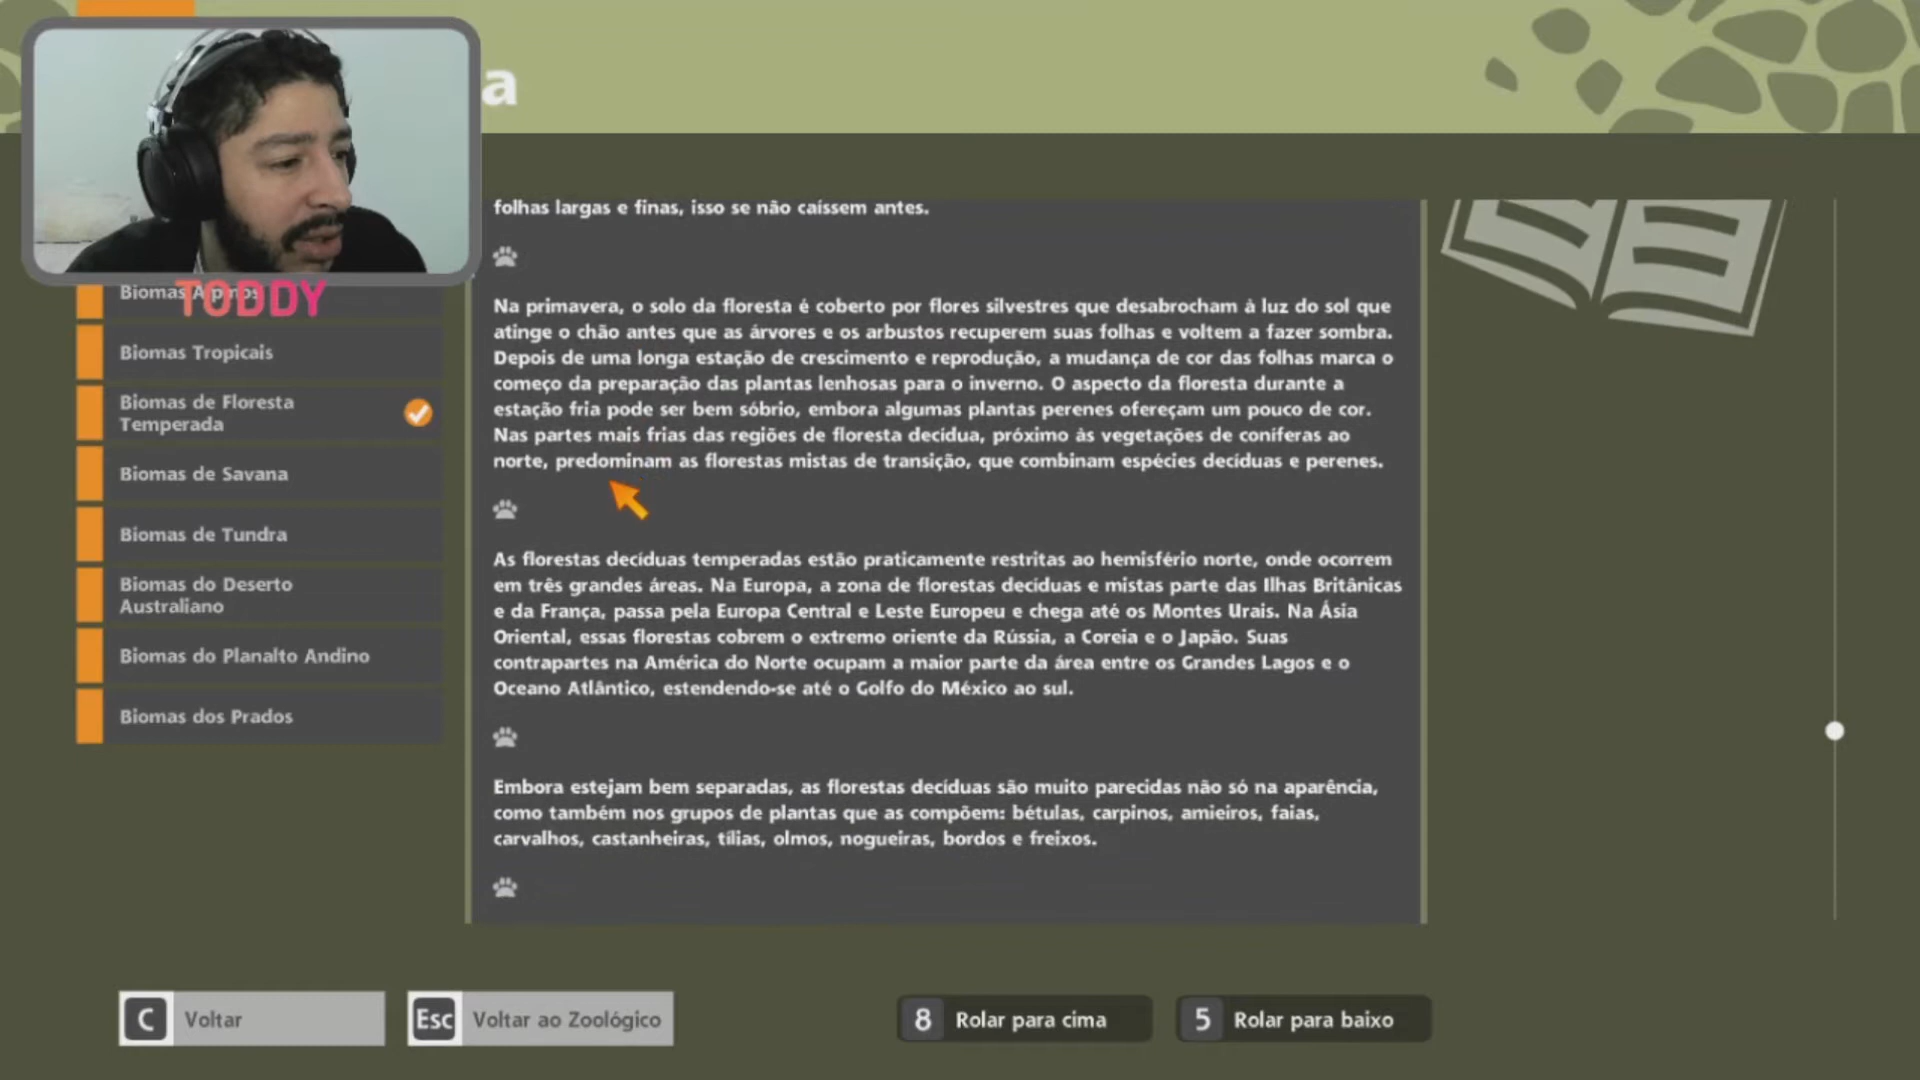 a
folhas largas e finas, isso se não caíssem antes.
Na primavera, o solo da floresta é coberto por flores silvestres que desabrocham à luz do sol que
atinge o chão antes que as árvores e os arbustos recuperem suas folhas e voltem a fazer sombra.
Depois de uma longa estação de crescimento e reprodução, a mudança de cor das folhas marca o
começo da preparação das plantas lenhosas para o inverno. O aspecto da floresta durante a
estação fria pode ser bem sóbrio, embora algumas plantas perenes ofereçam um pouco de cor.
Nas partes mais frias das regiões de floresta decídua, próximo às vegetações de coníferas ao
norte, predominam as florestas mistas de transição, que combinam espécies decíduas e perenes.
As florestas decíduas temperadas estão praticamente restritas ao hemisfério norte, onde ocorrem
em três grandes áreas. Na Europa, a zona de florestas decíduas e mistas parte das Ilhas Britânicas
e da França, passa pela Europa Central e Leste Europeu e chega até os Montes Urais. Na Ásia
Oriental, essas florestas cobrem o extremo oriente da Rússia, a Coreia e o Japão. Suas
contrapartes na América do Norte ocupam a maior parte da área entre os Grandes Lagos e o
Oceano Atlântico, estendendo-se até o Golfo do México ao sul.
Embora estejam bem separadas, as florestas decíduas são muito parecidas não só na aparência,
como também nos grupos de plantas que as compõem: bétulas, carpinos, amieiros, faias,
carvalhos, castanheiras, tílias, olmos, nogueiras, bordos e freixos.
TODDY
Biomas Alpinos
Biomas Tropicais
Biomas de Floresta
Temperada
Biomas de Savana
Biomas de Tundra
Biomas do Deserto
Australiano
Biomas do Planalto Andino
Biomas dos Prados
C Voltar
Esc Voltar ao Zoológico
8 Rolar para cima
5 Rolar para baixo